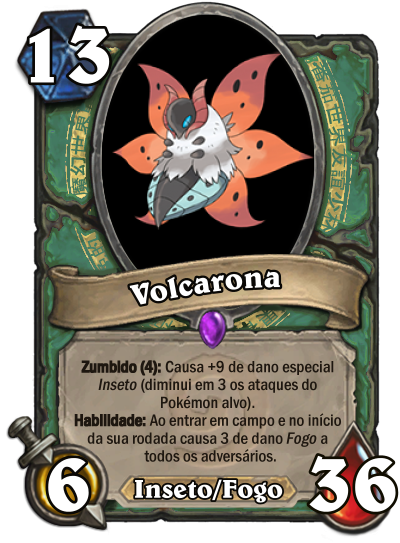 13
Volcarona
Zumbido (4): Causa +9 de dano especial
Inseto (diminui em 3 os ataques do
Pokémon alvo).
Habilidade: Ao entrar em campo e no início
da sua rodada causa 3 de dano Fogo a
todos os adversários.
6
Inseto/Fogo
36